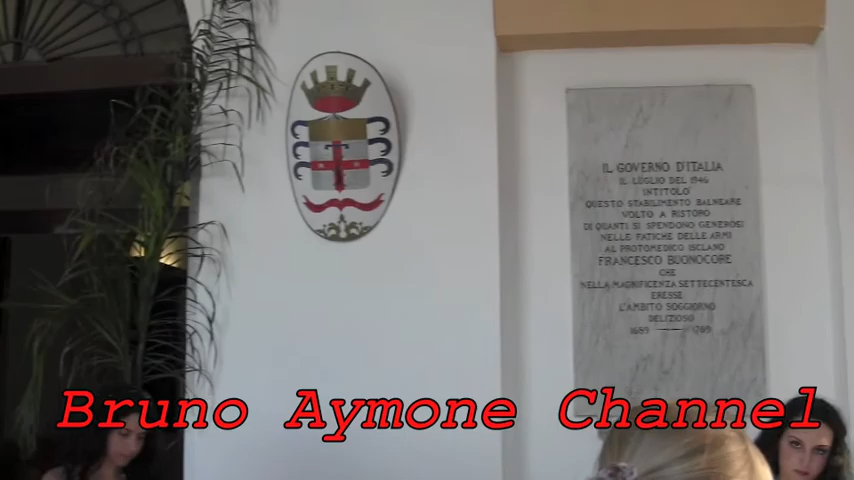 IL GOVERNO D'ITALIA
IL LUGLIO DEL 1946
INTITOLÒ
QUESTO STABILIMENTO BALNEARE
VOLTO A RISTORO
DI QUANTI SI SPENDONO GENEROSI
NELLE FATICHE DELLE ARMI
AL PROTOMEDICO ISCLANO
FRANCESCO BUONOCORE
CHE
NELLA MAGNIFICENZA SETTECENTESCA
ERESSE
L'AMBITO SOGGIORNO
DELIZIOSO
1689 — 1769
Bruno Aymone Channel